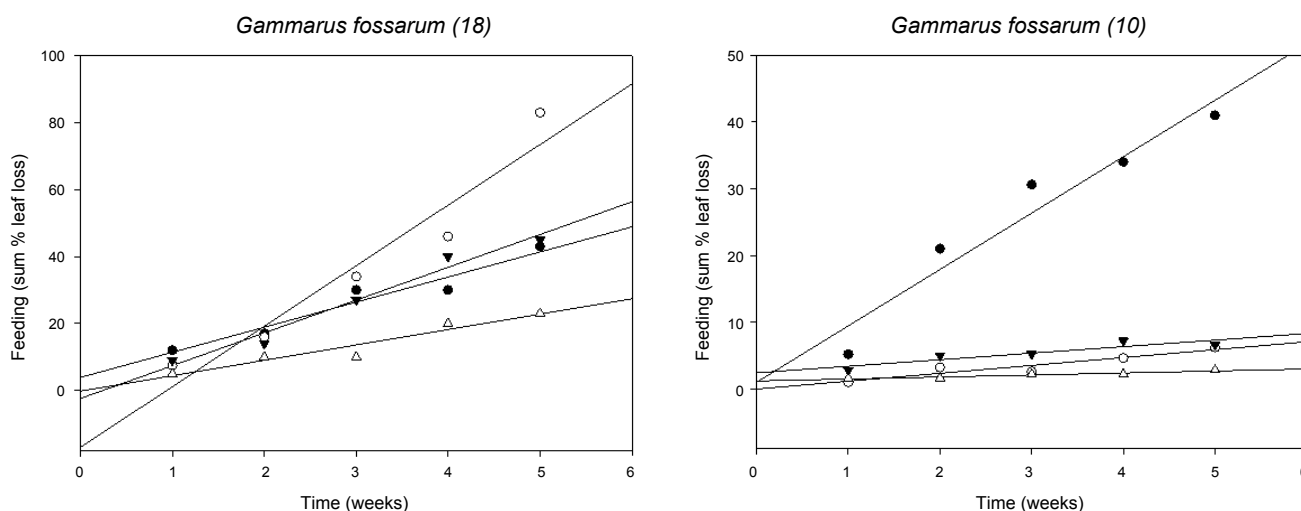 Gammarus fossarum (18)
100
80
60
40
20
0
Feeding (sum % leaf loss)
0 1 2 3 4 5 6
Time (weeks)
Gammarus fossarum (10)
50
40
30
20
10
0
Feeding (sum % leaf loss)
0 1 2 3 4 5 6
Time (weeks)